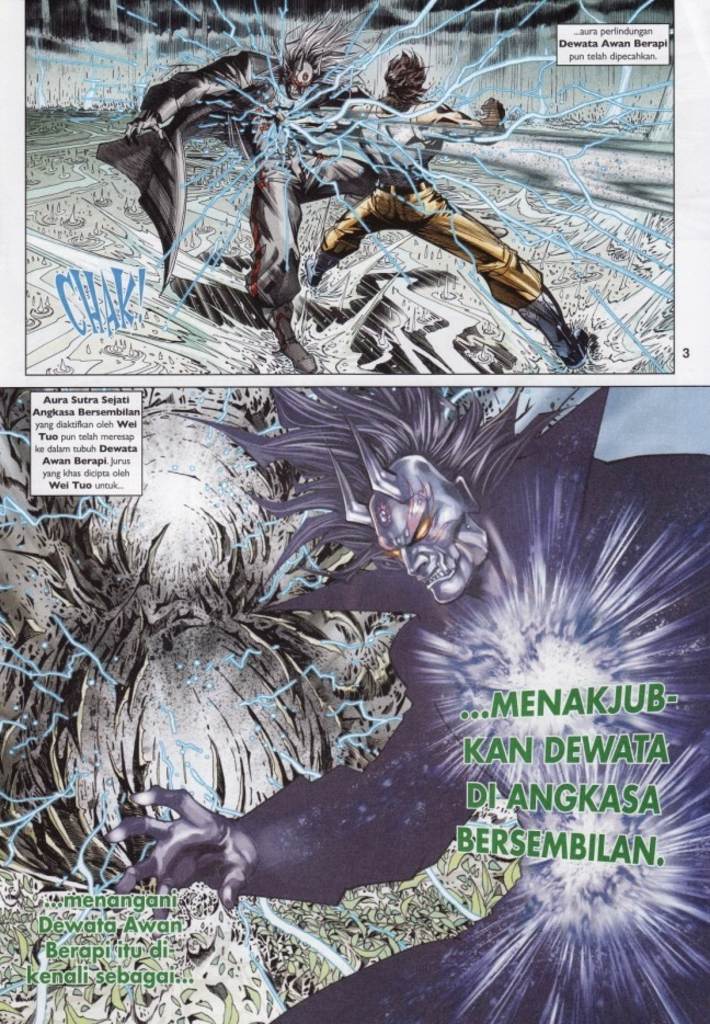 ...aura perlindungan
Dewata Awan Berapi
pun telah dipecahkan.
CHAK!
3
Aura Sutra Sejati
Angkasa Bersembilan
yang diaktifkan oleh Wei
Tuo pun telah meresap
ke dalam tubuh Dewata
Awan Berapi. Jurus
yang khas dicipta oleh
Wei Tuo untuk...
...menangani
Dewata Awan
Berapi itu di-
kenali sebagai...
...MENAKJUB-
KAN DEWATA
DI ANGKASA
BERSEMBILAN.